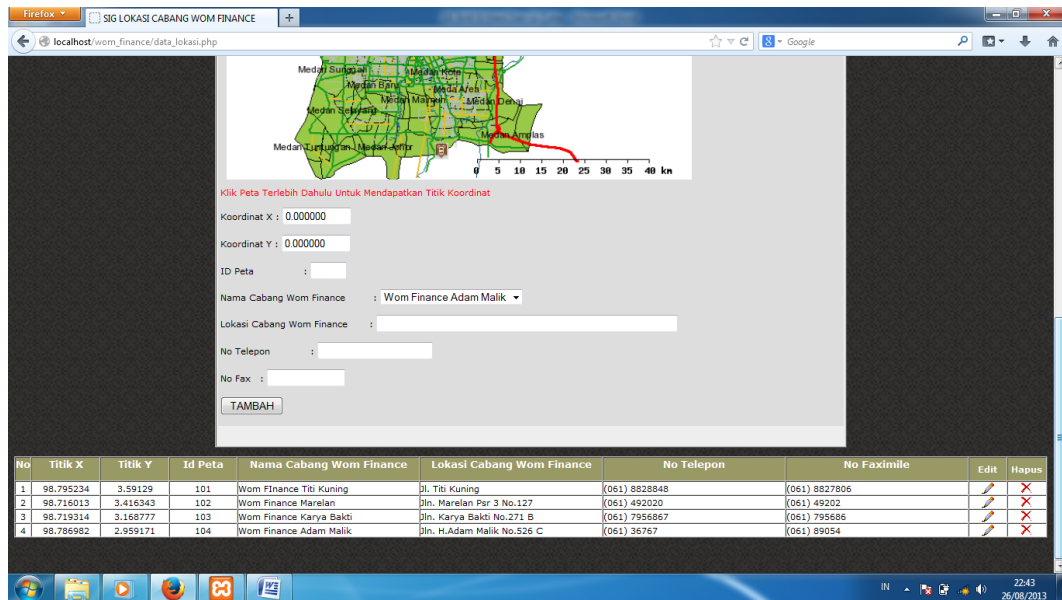 Firefox
SIG LOKASI CABANG WOM FINANCE
localhost/wom_finance/data_lokasi.php
Google
Medan Sunggal
Medan Kota
Medan Baru
Meda Area
Medan Maimun
Medan Denai
Medan Selayang
Medan Amplas
Medan Tuntungan
Medan Johor
0 5 10 15 20 25 30 35 40 km
Klik Peta Terlebih Dahulu Untuk Mendapatkan Titik Koordinat
Koordinat X : 0.000000
Koordinat Y : 0.000000
ID Peta :
Nama Cabang Wom Finance : Wom Finance Adam Malik
Lokasi Cabang Wom Finance :
No Telepon :
No Fax :
TAMBAH
No Titik X Titik Y Id Peta Nama Cabang Wom Finance Lokasi Cabang Wom Finance No Telepon No Faximile Edit Hapus
1 98.795234 3.59129 101 Wom FInance Titi Kuning Jl. Titi Kuning (061) 8828848 (061) 8827806
2 98.716013 3.416343 102 Wom Finance Marelan Jln. Marelan Psr 3 No.127 (061) 492020 (061) 49202
3 98.719314 3.168777 103 Wom Finance Karya Bakti Jln. Karya Bakti No.271 B (061) 7956867 (061) 795686
4 98.786982 2.959171 104 Wom Finance Adam Malik Jln. H.Adam Malik No.526 C (061) 36767 (061) 89054
IN
22:43
26/08/2013